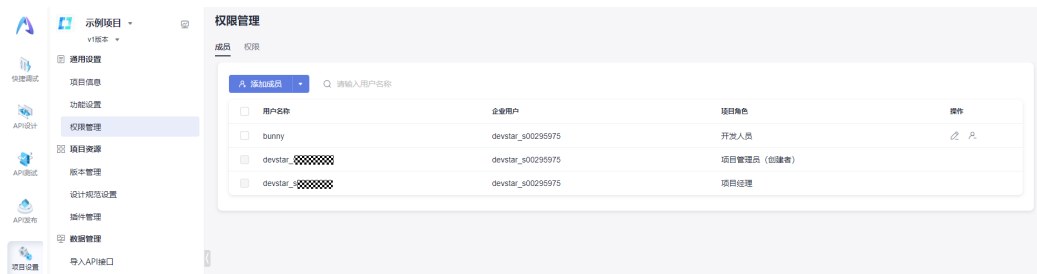 示例项目
v1版本
快捷调试
API设计
API测试
API发布
项目设置
通用设置
项目信息
功能设置
权限管理
项目资源
版本管理
设计规范设置
插件管理
数据管理
导入API接口
权限管理
成员 权限
添加成员 请输入用户名称
用户名称 企业用户 项目角色 操作
bunny devstar_s00295975 开发人员
devstar_ devstar_s00295975 项目管理员（创建者）
devstar_s devstar_s00295975 项目经理